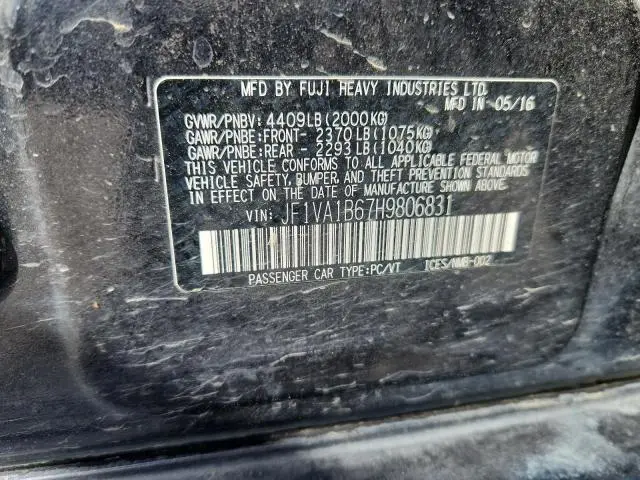 MFD BY FUJI HEAVY INDUSTRIES LTD.
MFD IN 05/16
GVWR/PNBV: 4409LB(2000KG)
GAWR/PNBE:FRONT- 2370LB(1075KG)
GAWR/PNBE:REAR - 2293LB(1040KG)
THIS VEHICLE CONFORMS TO ALL APPLICABLE FEDERAL MOTOR
VEHICLE SAFETY, BUMPER, AND THEFT PREVENTION STANDARDS
IN EFFECT ON THE DATE OF MANUFACTURE SHOWN ABOVE.
VIN: JF1VA1B67H9806831
PASSENGER CAR TYPE:PC/VT ICES/NMB-002